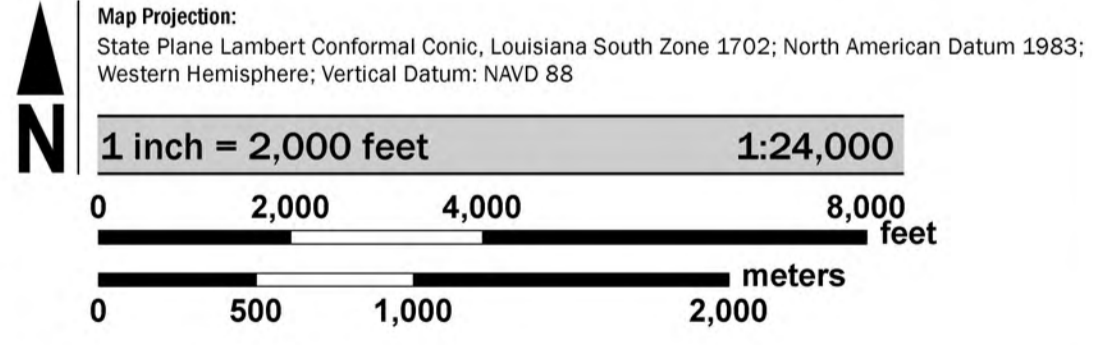 Map Projection:
State Plane Lambert Conformal Conic, Louisiana South Zone 1702; North American Datum 1983;
Western Hemisphere; Vertical Datum: NAVD 88
N
1 inch = 2,000 feet 1:24,000
0 2,000 4,000 8,000
feet
meters
0 500 1,000 2,000